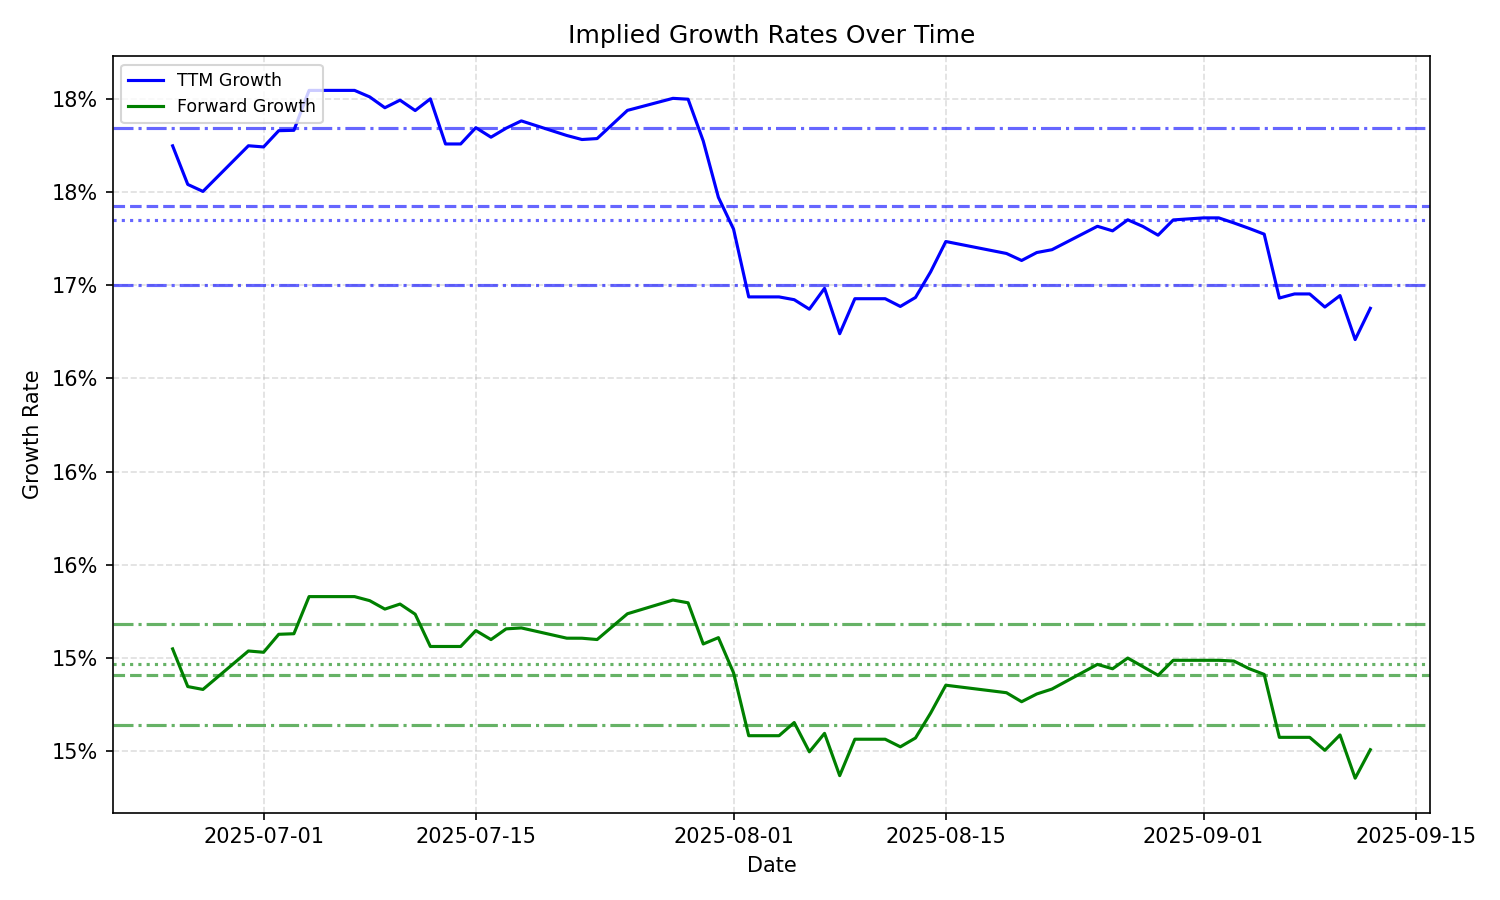 Implied Growth Rates Over Time
TTM Growth
Forward Growth
18%
18%
17%
16%
16%
16%
15%
15%
Growth Rate
2025-07-01
2025-07-15
2025-08-01
2025-08-15
2025-09-01
2025-09-15
Date